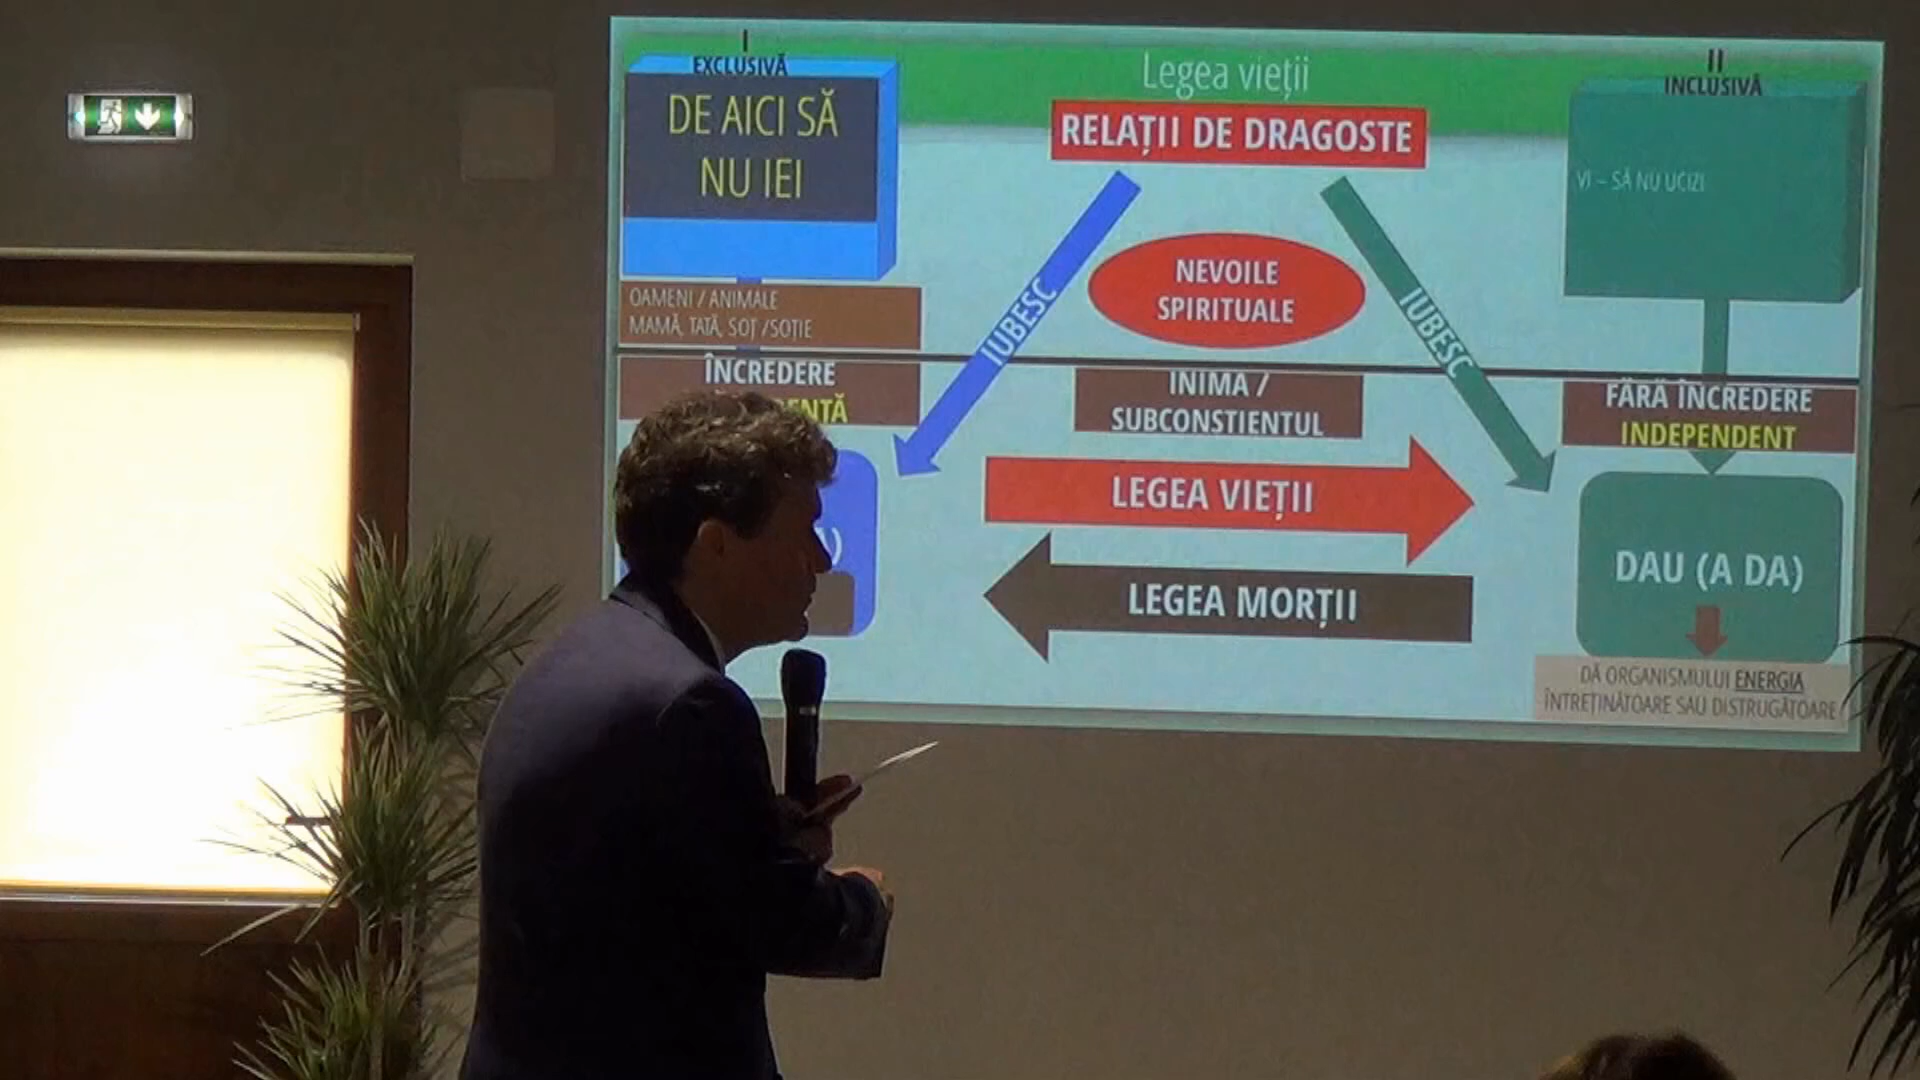 I
EXCLUSIVĂ
DE AICI SĂ
NU IEI
OAMENI / ANIMALE
MAMĂ, TATĂ, SOȚ /SOȚIE
ÎNCREDERE
Legea vieții
RELAȚII DE DRAGOSTE
IUBESC
NEVOILE
SPIRITUALE
IUBESC
INIMA /
SUBCONȘTIENTUL
LEGEA VIEȚII
LEGEA MORȚII
II
INCLUSIVĂ
VI – SĂ NU UCIZI
FĂRĂ ÎNCREDERE
INDEPENDENT
DAU (A DA)
DĂ ORGANISMULUI ENERGIA
ÎNTREȚINĂTOARE SAU DISTRUGĂTOARE